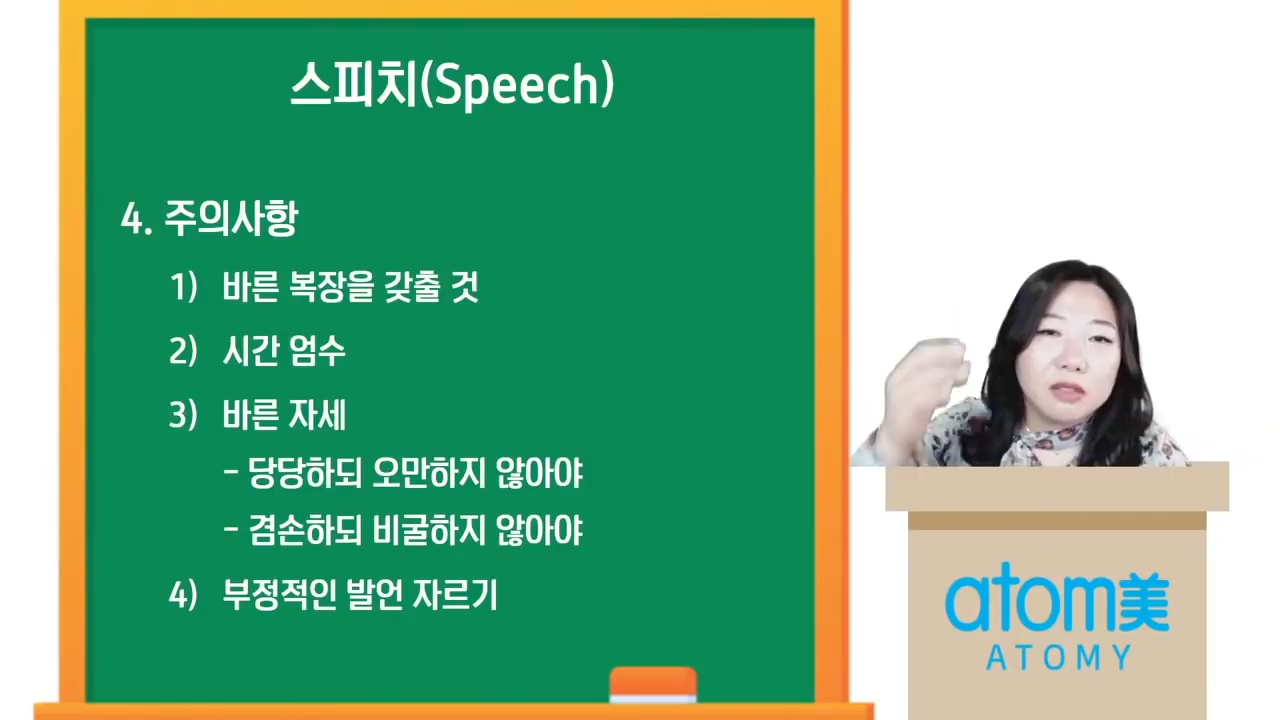 스피치(Speech)
4. 주의사항
1) 바른 복장을 갖출 것
2) 시간 엄수
3) 바른 자세
- 당당하되 오만하지 않아야
- 겸손하되 비굴하지 않아야
4) 부정적인 발언 자르기
atom美
ATOMY